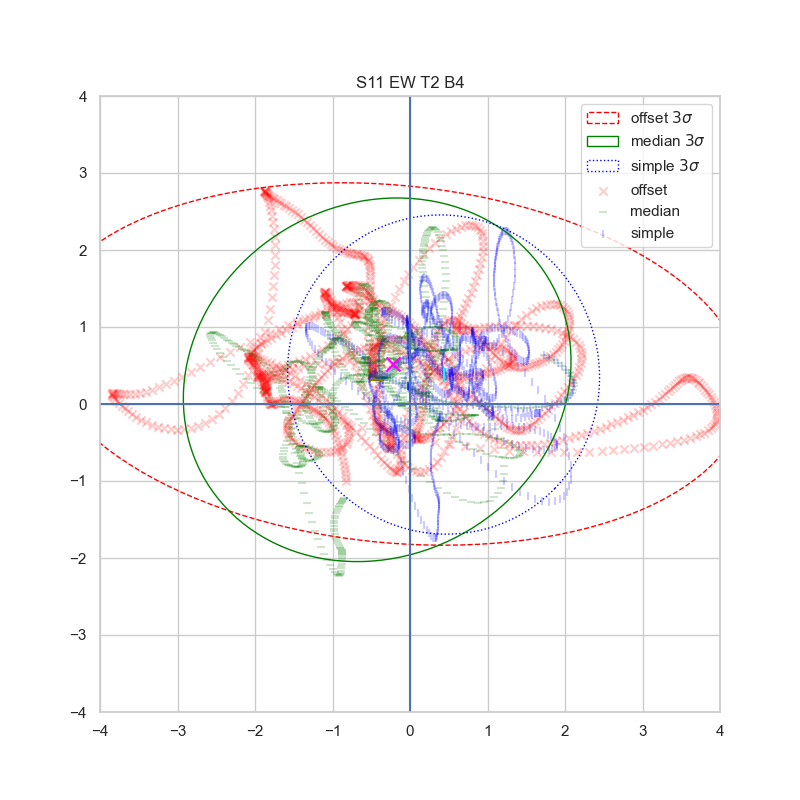 S11 EW T2 B4
offset 3σ
median 3σ
simple 3σ
offset
median
simple
4
3
2
1
0
−1
−2
−3
−4
−4 −3 −2 −1 0 1 2 3 4